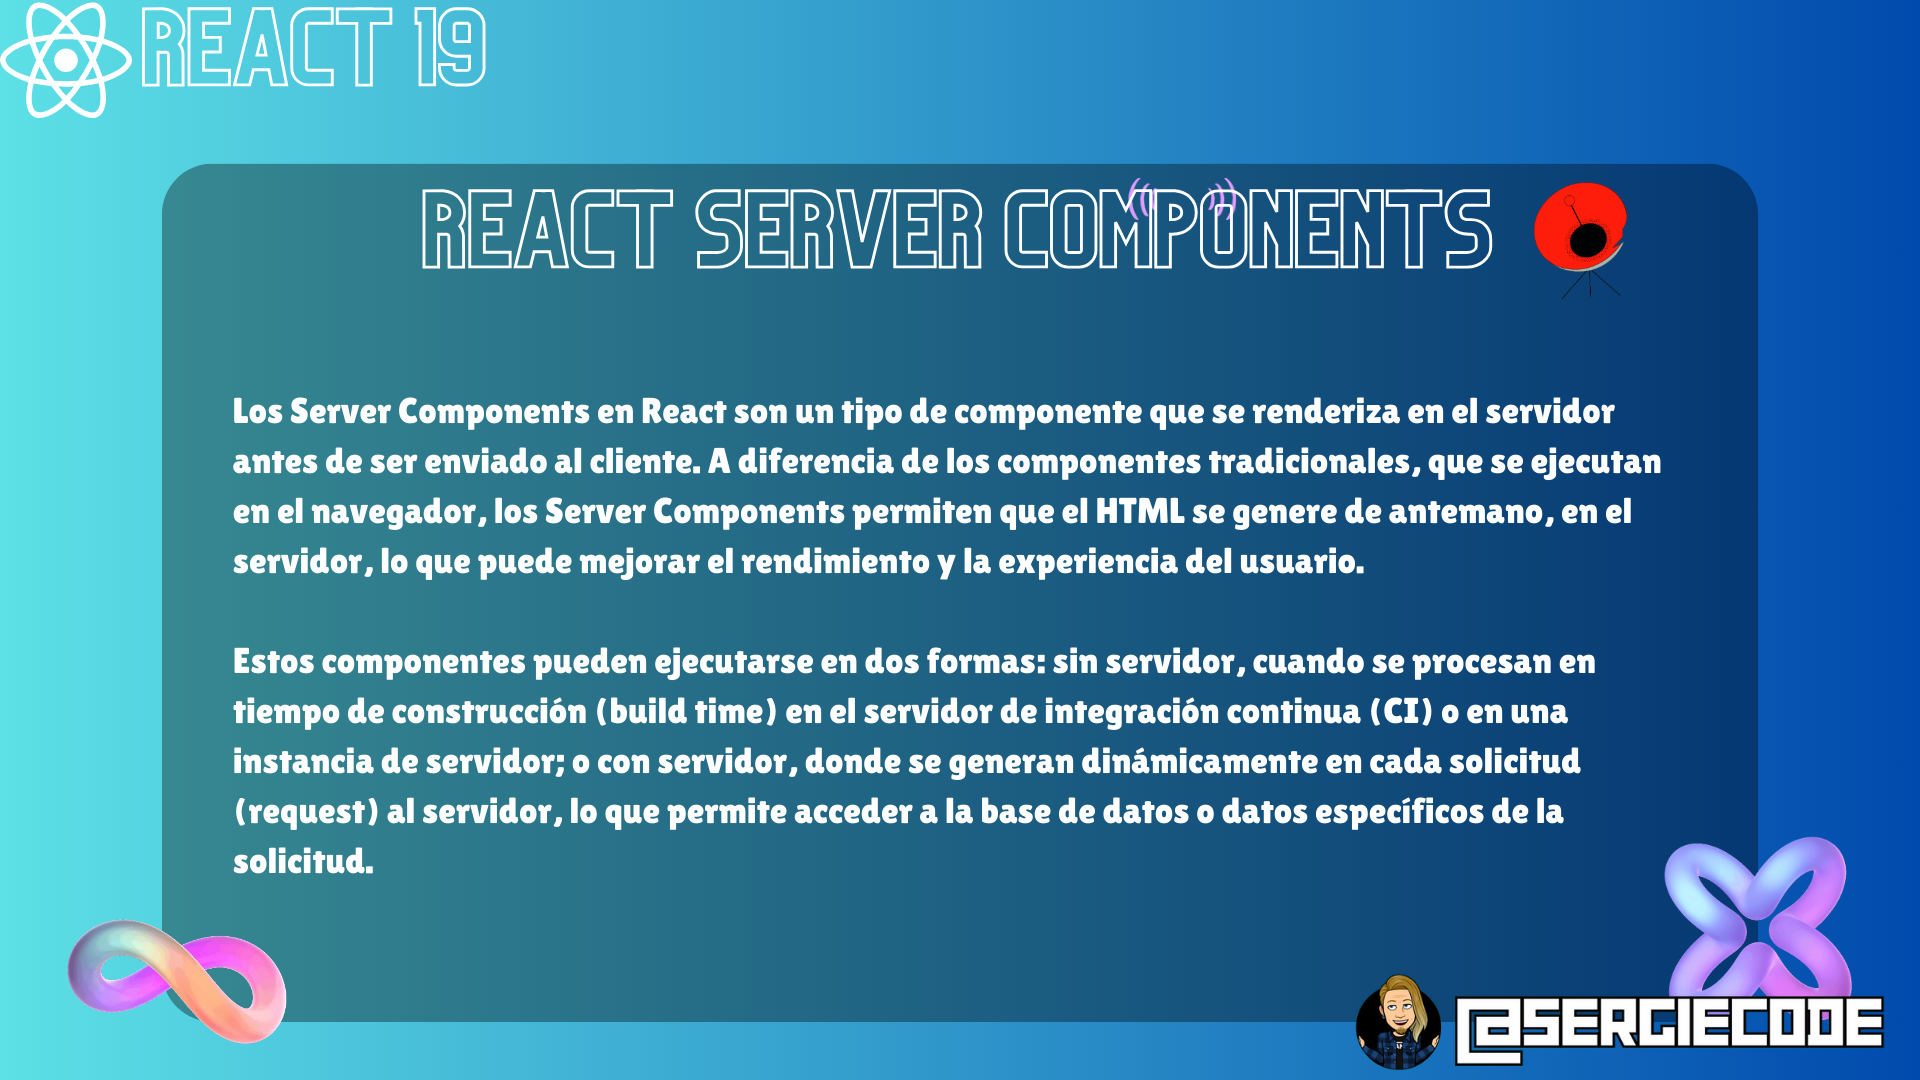 REACT 19
REACT SERVER COMPONENTS
Los Server Components en React son un tipo de componente que se renderiza en el servidor
antes de ser enviado al cliente. A diferencia de los componentes tradicionales, que se ejecutan
en el navegador, los Server Components permiten que el HTML se genere de antemano, en el
servidor, lo que puede mejorar el rendimiento y la experiencia del usuario.
Estos componentes pueden ejecutarse en dos formas: sin servidor, cuando se procesan en
tiempo de construcción (build time) en el servidor de integración continua (CI) o en una
instancia de servidor; o con servidor, donde se generan dinámicamente en cada solicitud
(request) al servidor, lo que permite acceder a la base de datos o datos específicos de la
solicitud.
@SERGIECODE